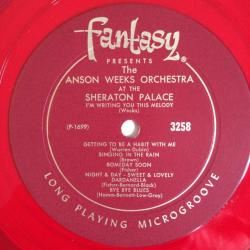 fantasy
PRESENTS
The
ANSON WEEKS ORCHESTRA
AT THE
SHERATON PALACE
I'M WRITING YOU THIS MELODY
(Weeks)
(P-1699)
3258
GETTING TO BE A HABIT WITH ME
(Warren-Dubin)
SINGING IN THE RAIN
(Brown)
SOMEDAY SOON
(Fisher)
NIGHT & DAY - SWEET & LOVELY
DARDANELLA
(Fisher-Bernard-Black)
BYE BYE BLUES
(Hamm-Bennett-Low-Grey)
LONG PLAYING MICROGROOVE